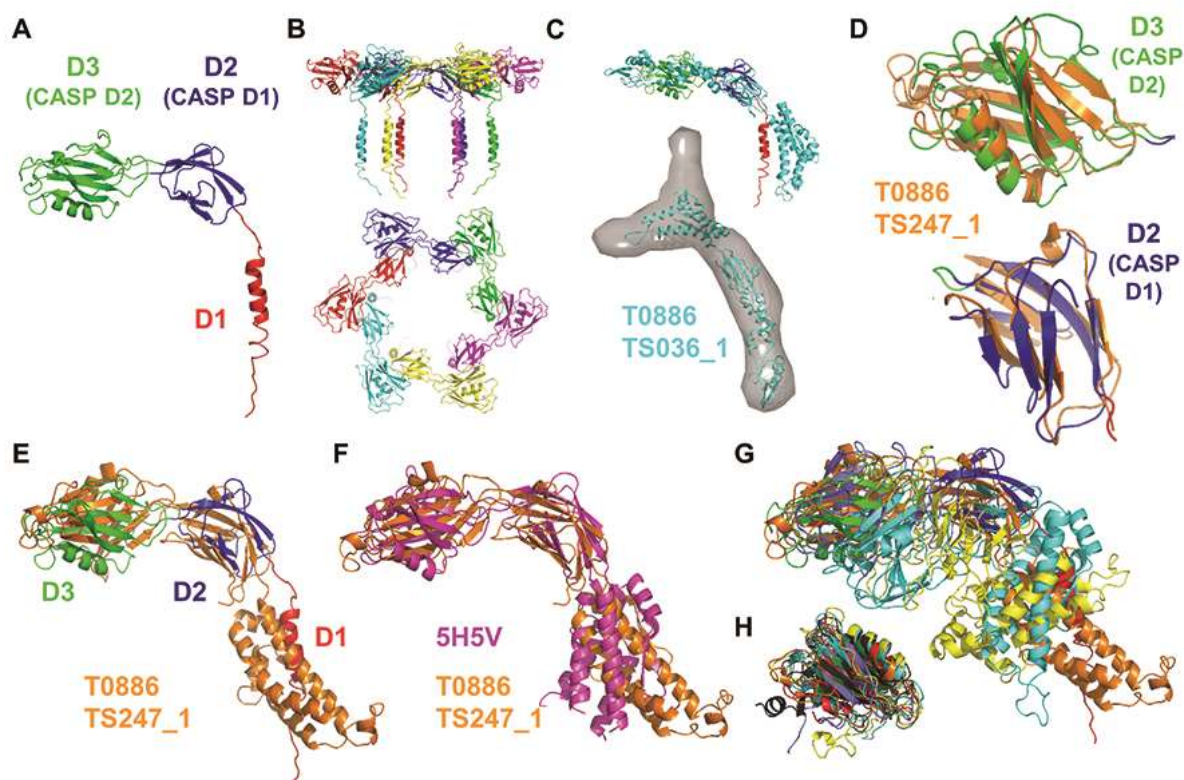 A
D3
(CASP D2)
D2
(CASP D1)
D1
B
C
T0886
TS036_1
D
D3
(CASP
D2)
T0886
TS247_1
D2
(CASP
D1)
E
D3
D2
D1
T0886
TS247_1
F
5H5V
T0886
TS247_1
G
H